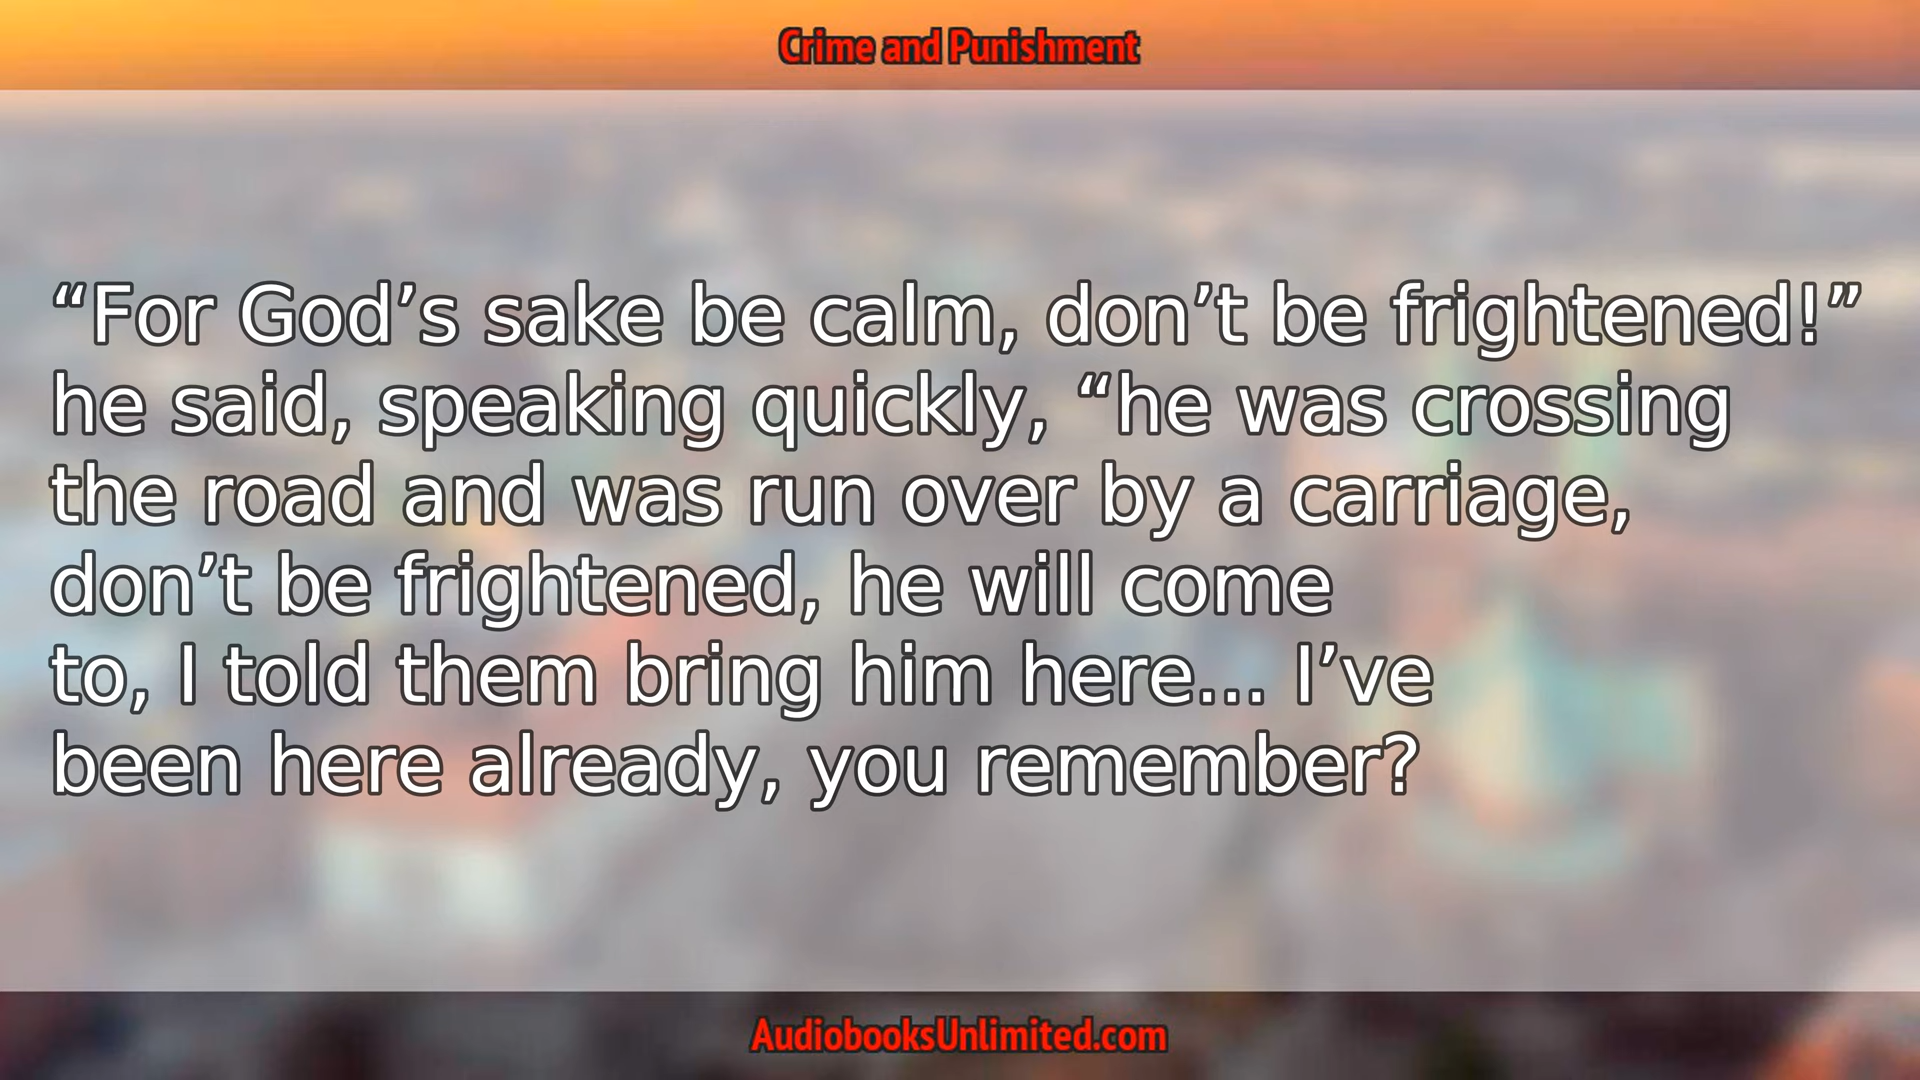 Crime and Punishment
“For God’s sake be calm, don’t be frightened!”
he said, speaking quickly, “he was crossing
the road and was run over by a carriage,
don’t be frightened, he will come
to, I told them bring him here... I’ve
been here already, you remember?
AudiobooksUnlimited.com